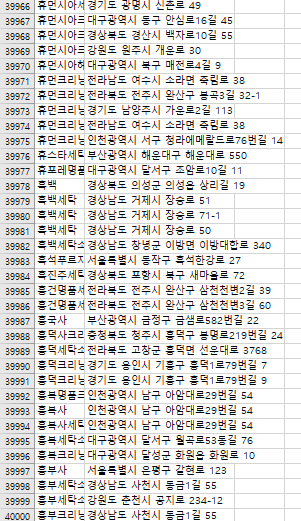 39966 휴먼시아세 경기도 광명시 신촌로 49
39967 휴먼시아세 대구광역시 동구 안심로16길 45
39968 휴먼시아크 경상북도 경산시 백자로10길 55
39969 휴먼시아크 강원도 원주시 개운로 30
39970 휴먼아이해 대구광역시 북구 매전로4길 9
39971 휴먼크리닝 전라남도 여수시 소라면 죽림로 38
39972 휴먼크리닝 전라북도 전주시 완산구 봉곡3길 32-1
39973 휴먼크리닝 경기도 남양주시 가운로2길 113
39974 휴먼크리닝 전라남도 여수시 소라면 죽림로 38
39975 휴먼크리닝 인천광역시 서구 청라에메랄드로76번길 14
39976 휴스타세탁 부산광역시 해운대구 해운대로 550
39977 휴포레명품 대구광역시 달서구 조암로10길 11
39978 흑백 경상북도 의성군 의성읍 상리길 19
39979 흑백세탁 경상남도 거제시 장승로 51
39980 흑백세탁 경상남도 거제시 장승로 71-1
39981 흑백세탁 경상남도 거제시 장승로 50
39982 흑백세탁소 경상남도 창녕군 이방면 이방대합로 340
39983 흑석푸르지 서울특별시 동작구 흑석한강로 27
39984 흑진주세탁 경상북도 포항시 북구 새마을로 72
39985 흥건명품세 전라북도 전주시 완산구 삼천천변2길 39
39986 흥건명품세 전라북도 전주시 완산구 삼천천변3길 60
39987 흥국사 부산광역시 금정구 금샘로582번길 22
39988 흥덕사크리 충청북도 청주시 흥덕구 봉명로219번길 24
39989 흥덕세탁소 전라북도 고창군 흥덕면 선운대로 3768
39990 흥덕크리닝 경기도 용인시 기흥구 흥덕1로79번길 7
39991 흥덕크리닝 경기도 용인시 기흥구 흥덕1로79번길 9
39992 흥복명품크 인천광역시 남구 아암대로29번길 54
39993 흥복사 인천광역시 남구 아암대로29번길 54
39994 흥복사세탁 인천광역시 남구 아암대로29번길 54
39995 흥복세탁소 대구광역시 달서구 월곡로53동길 76
39996 흥복크리닝 대구광역시 달성군 화원읍 화원로 10
39997 흥부사 서울특별시 은평구 갈현로 123
39998 흥부세탁소 경상남도 사천시 동금1길 55
39999 흥부세탁소 강원도 춘천시 공지로 234-12
40000 흥부세탁소 경상남도 사천시 동금1길 55